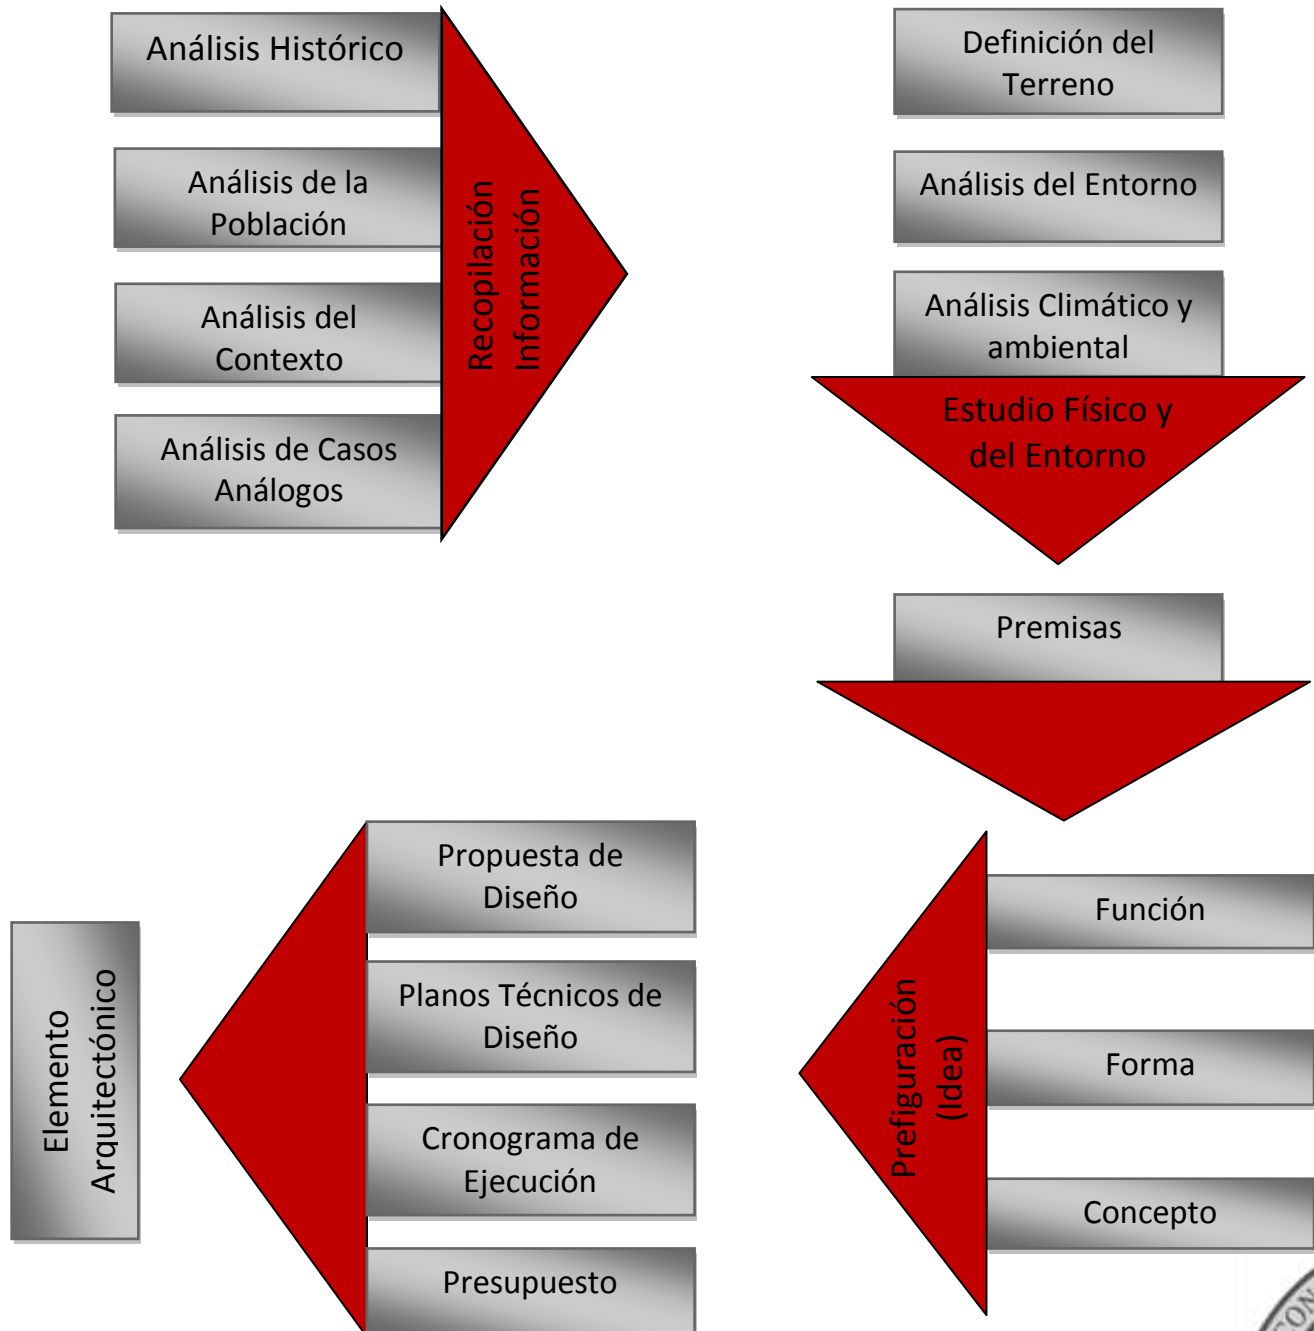 Análisis Histórico
Análisis de la
Población
Análisis del
Contexto
Análisis de Casos
Análogos
Recopilación
Información
Definición del
Terreno
Análisis del Entorno
Análisis Climático y
ambiental
Estudio Físico y
del Entorno
Premisas
Función
Forma
Concepto
Prefiguración
(Idea)
Propuesta de
Diseño
Planos Técnicos de
Diseño
Cronograma de
Ejecución
Presupuesto
Elemento
Arquitectónico